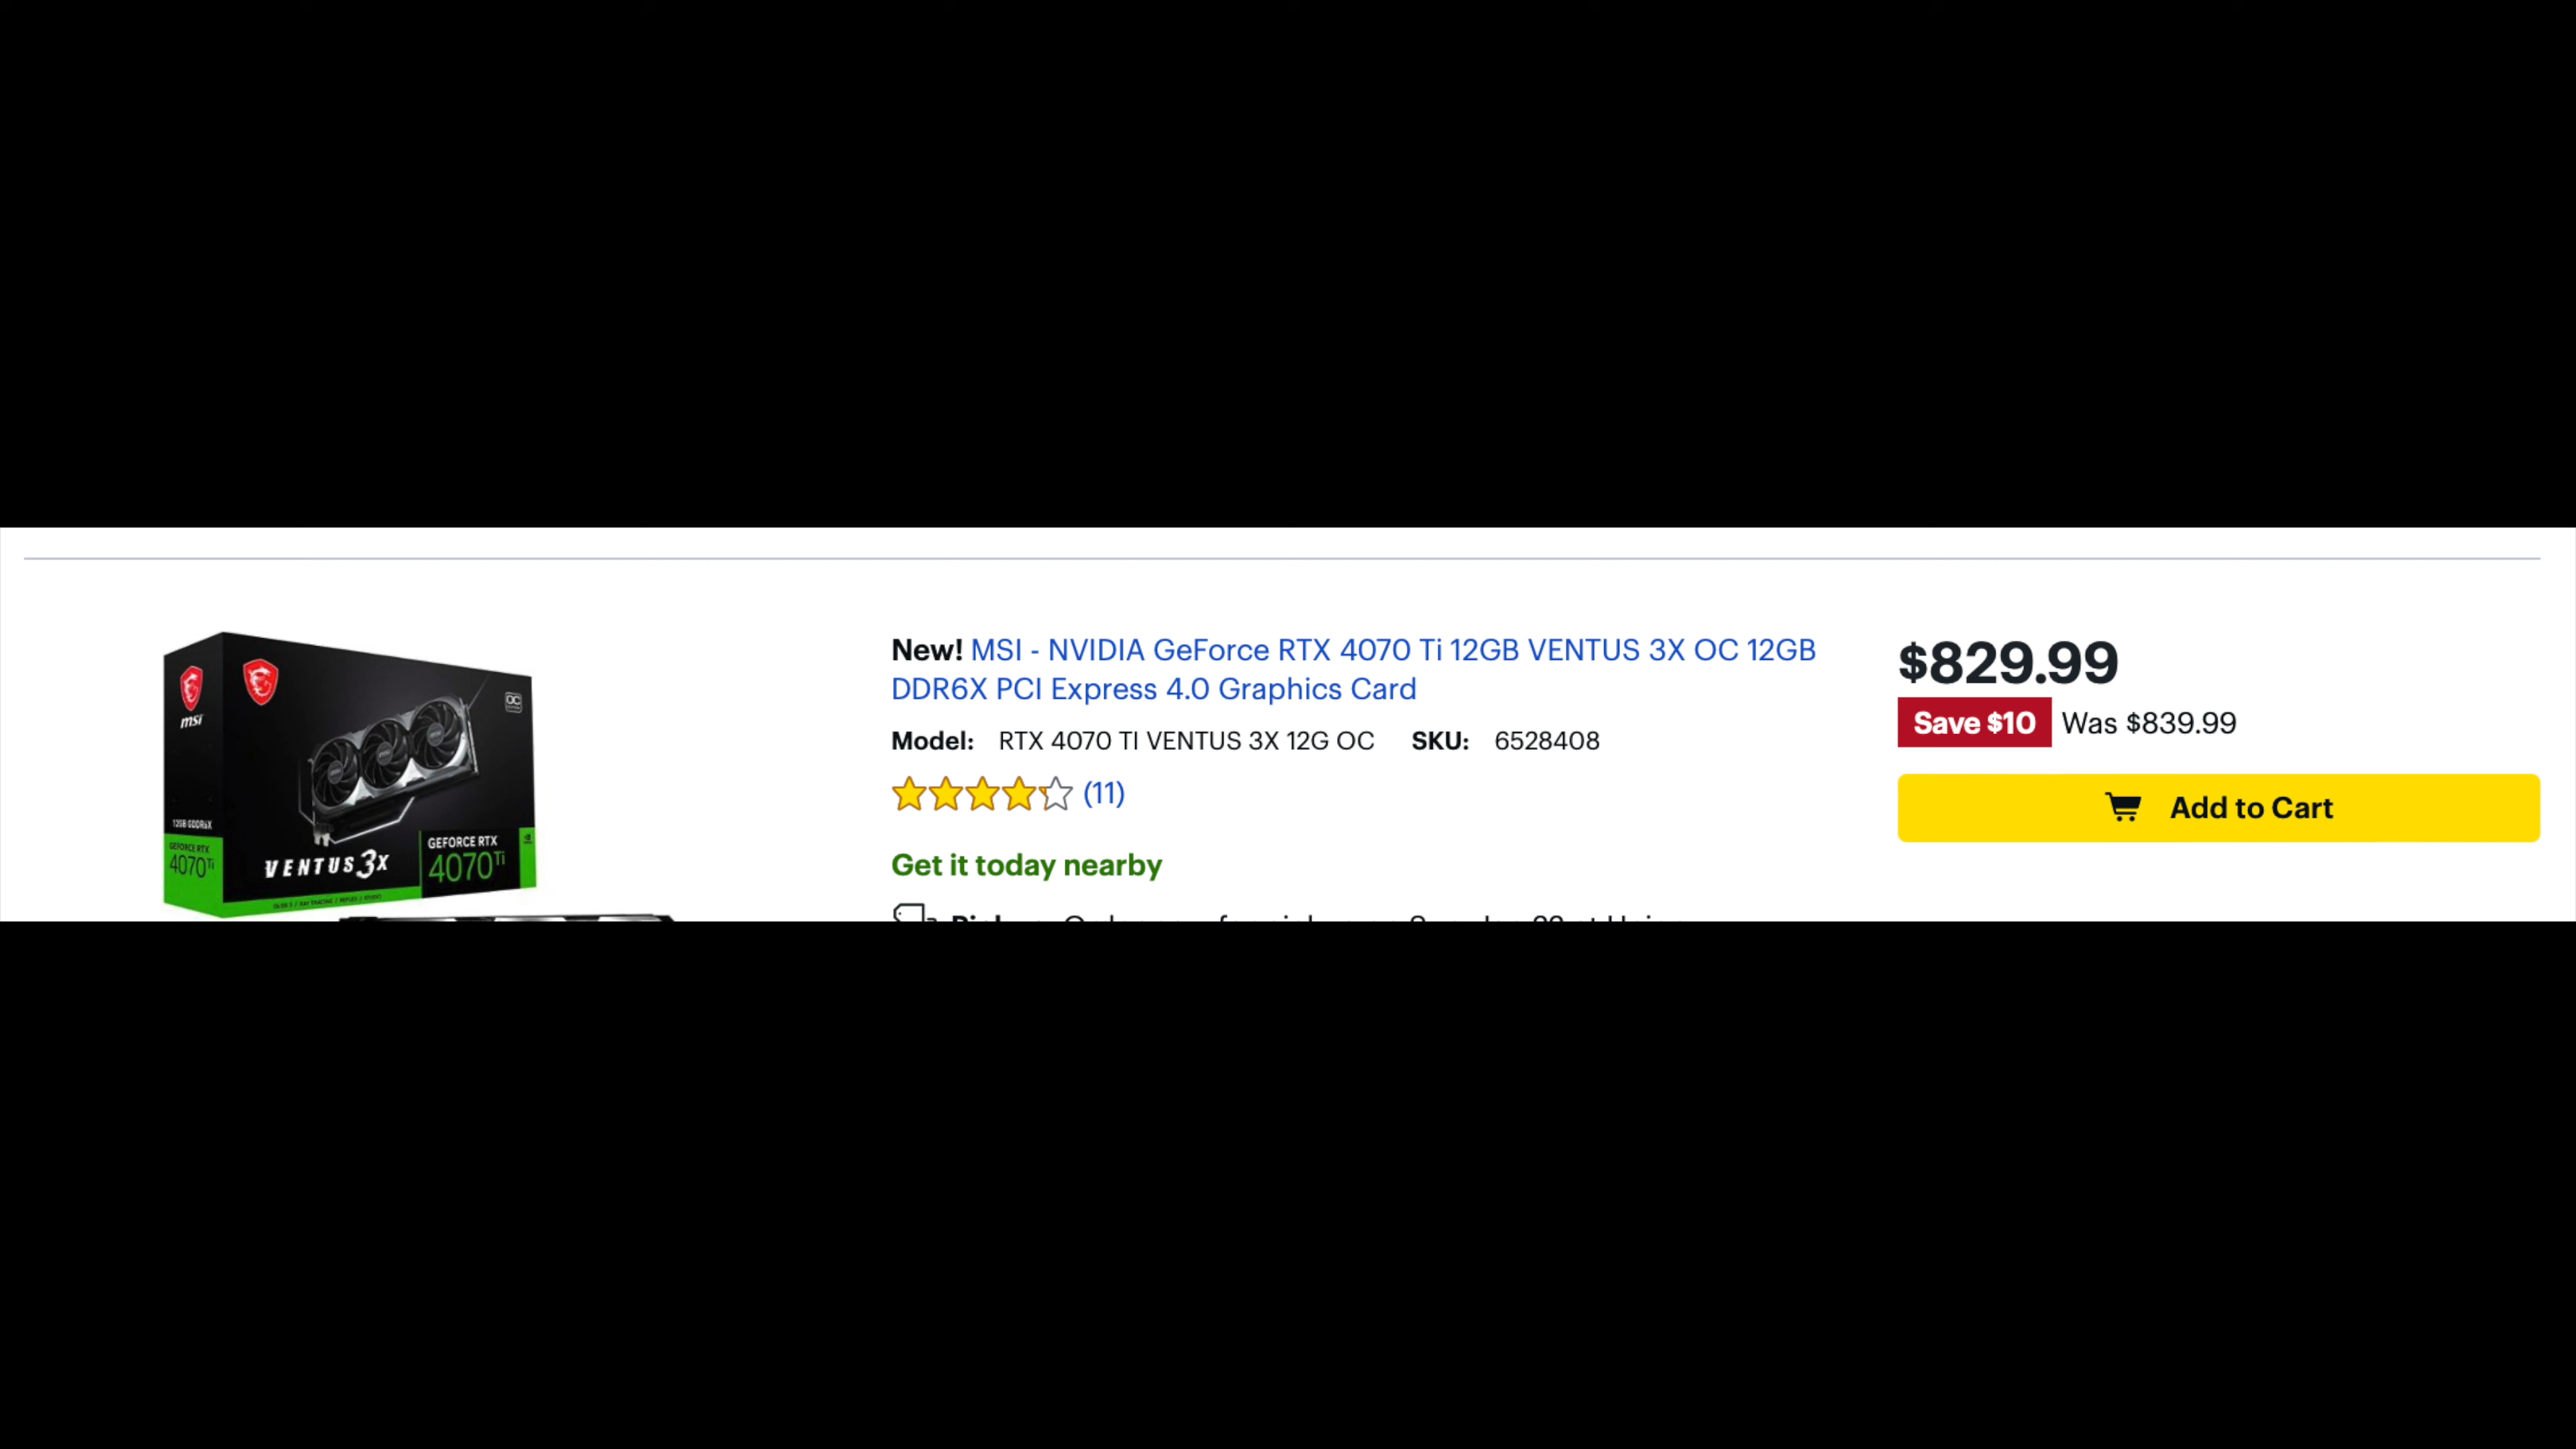 msi
12GB GDDR6X
GEFORCE RTX
4070Ti
OC
VENTUS 3X
GEFORCE RTX
4070Ti
New! MSI - NVIDIA GeForce RTX 4070 Ti 12GB VENTUS 3X OC 12GB
DDR6X PCI Express 4.0 Graphics Card
Model: RTX 4070 TI VENTUS 3X 12G OC SKU: 6528408
(11)
Get it today nearby
$829.99
Save $10 Was $839.99
Add to Cart